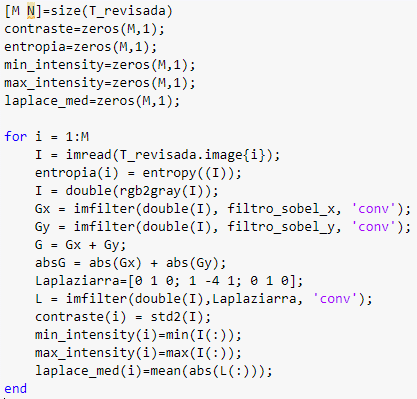 [M N]=size(T_revisada)
contraste=zeros(M,1);
entropia=zeros(M,1);
min_intensity=zeros(M,1);
max_intensity=zeros(M,1);
laplace_med=zeros(M,1);

for i = 1:M
    I = imread(T_revisada.image{i});
    entropia(i) = entropy((I));
    I = double(rgb2gray(I));
    Gx = imfilter(double(I), filtro_sobel_x, 'conv');
    Gy = imfilter(double(I), filtro_sobel_y, 'conv');
    G = Gx + Gy;
    absG = abs(Gx) + abs(Gy);
    Laplaziarra=[0 1 0; 1 -4 1; 0 1 0];
    L = imfilter(double(I),Laplaziarra, 'conv');
    contraste(i) = std2(I);
    min_intensity(i)=min(I(:));
    max_intensity(i)=max(I(:));
    laplace_med(i)=mean(abs(L(:)));
end